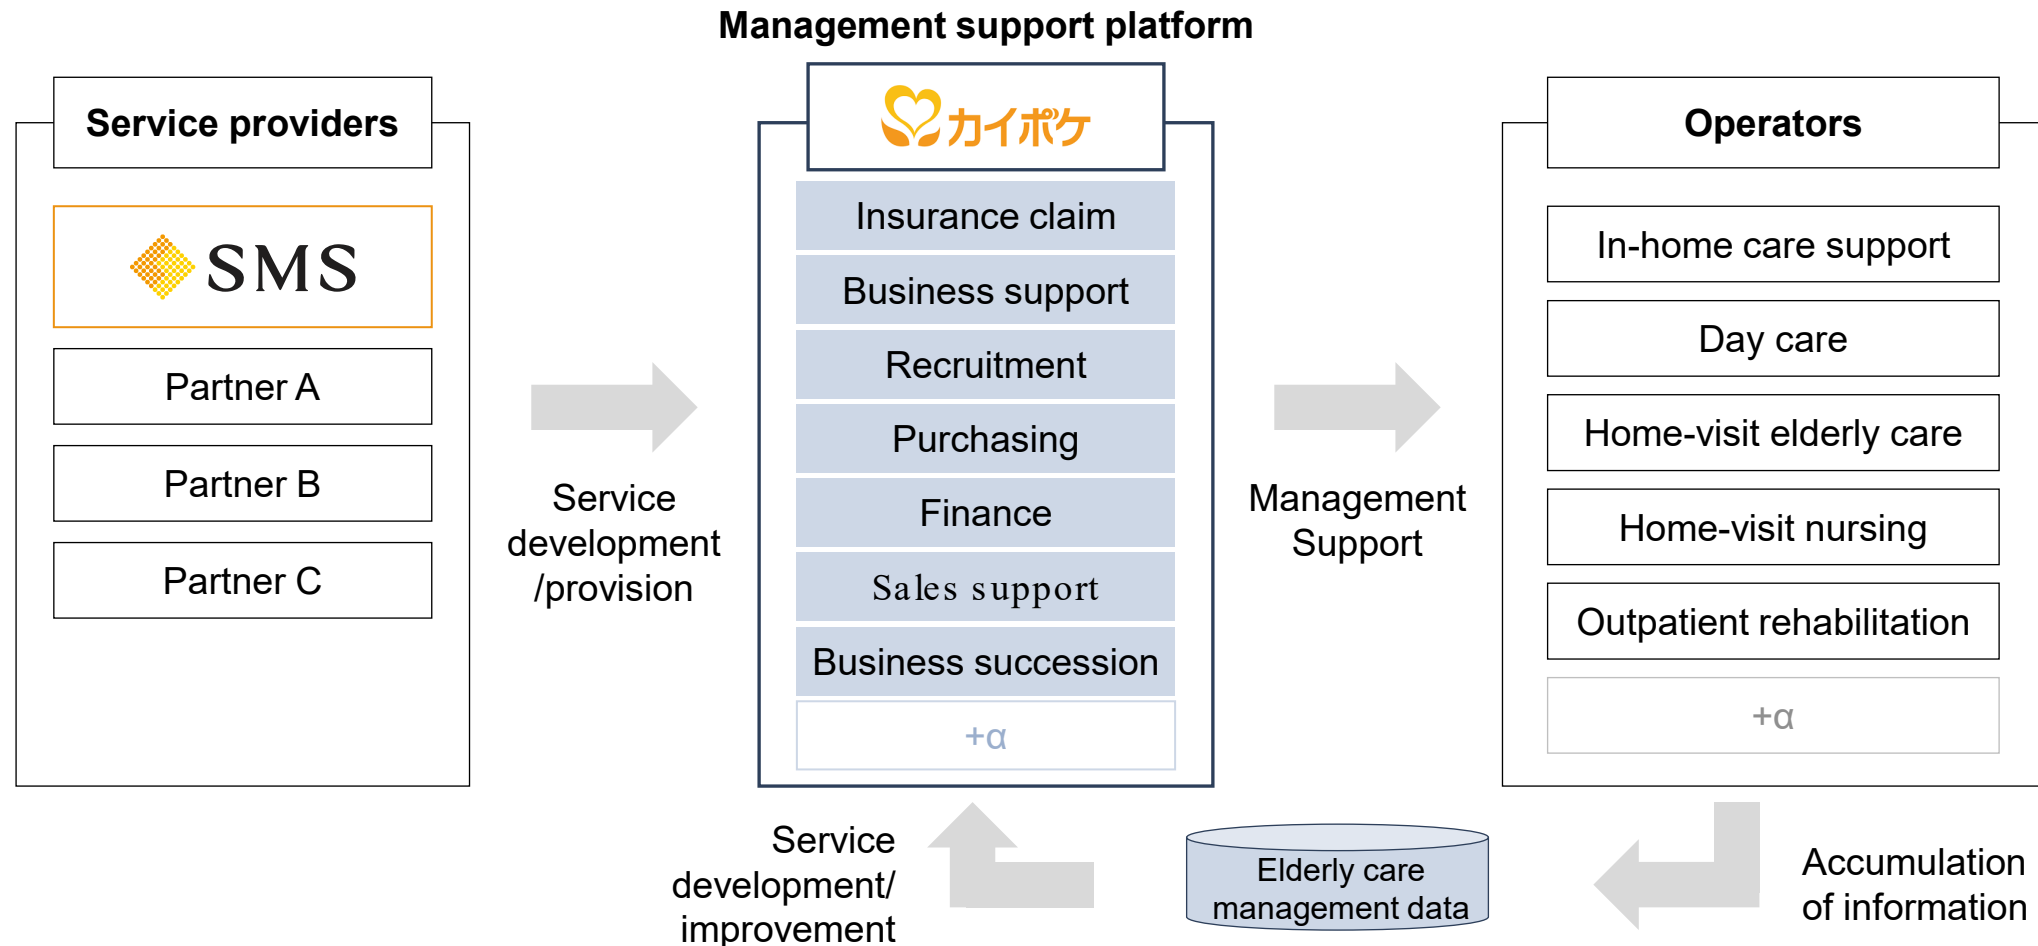 Management support platform
Service providers
SMS
Partner A
Partner B
Partner C
Service
development
/provision
カイポケ
Insurance claim
Business support
Recruitment
Purchasing
Finance
Sales support
Business succession
+α
Management
Support
Operators
In-home care support
Day care
Home-visit elderly care
Home-visit nursing
Outpatient rehabilitation
+α
Service
development/
improvement
Elderly care
management data
Accumulation
of information